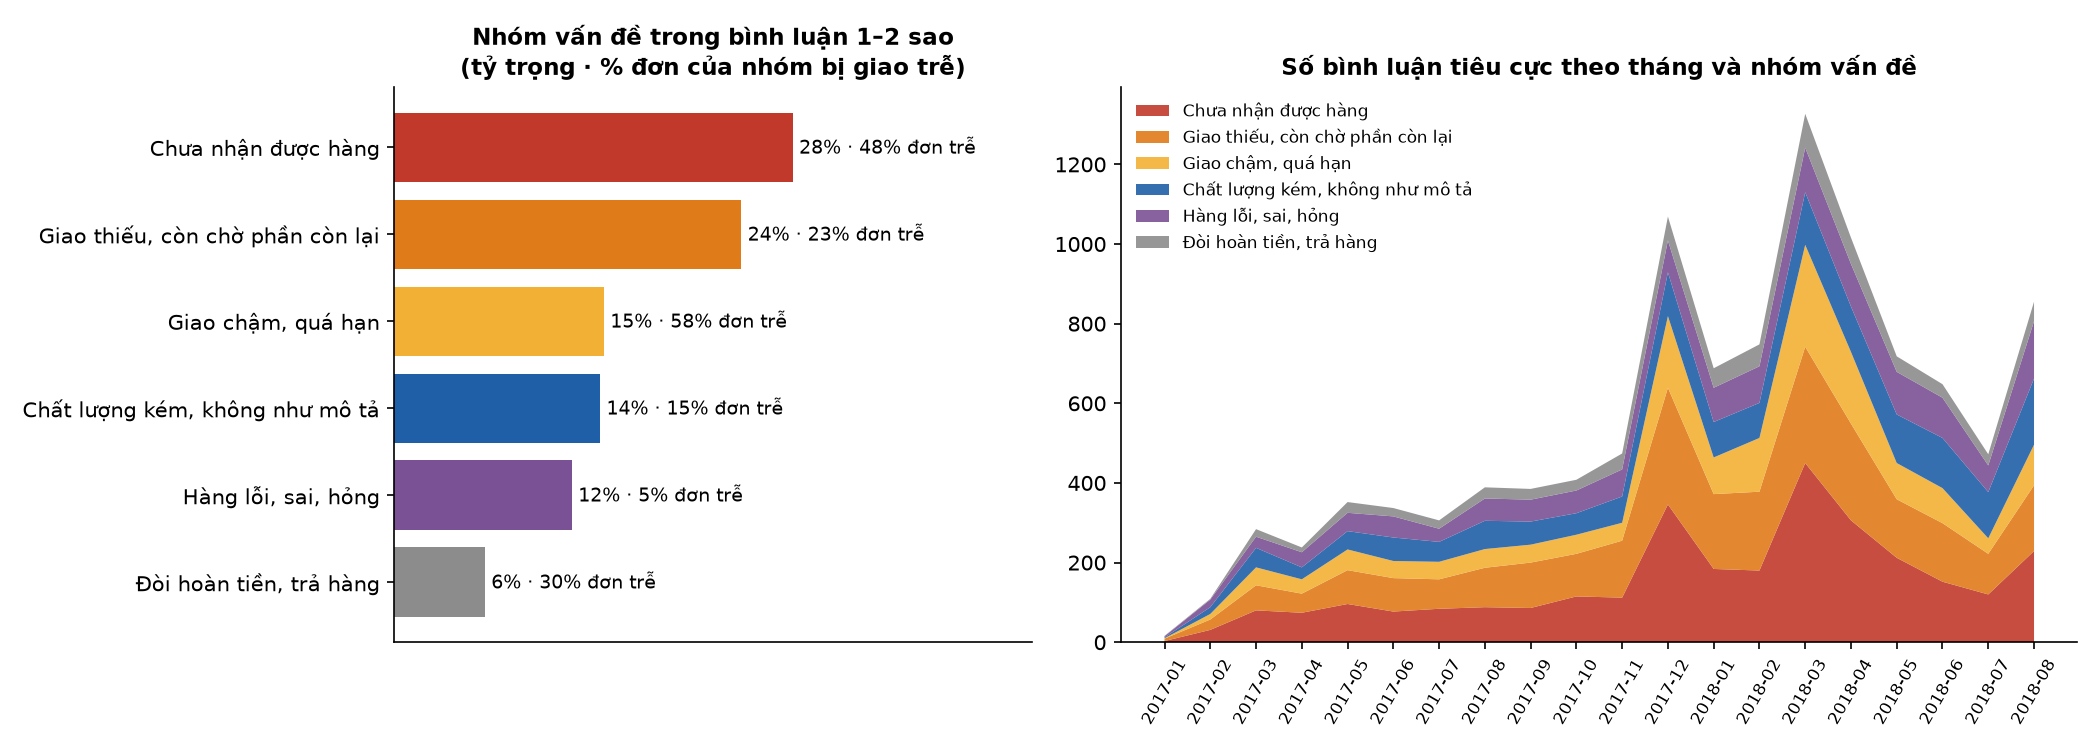 Nhóm vấn đề trong bình luận 1–2 sao
(tỷ trọng · % đơn của nhóm bị giao trễ)
Chưa nhận được hàng
28% · 48% đơn trễ
Giao thiếu, còn chờ phần còn lại
24% · 23% đơn trễ
Giao chậm, quá hạn
15% · 58% đơn trễ
Chất lượng kém, không như mô tả
14% · 15% đơn trễ
Hàng lỗi, sai, hỏng
12% · 5% đơn trễ
Đòi hoàn tiền, trả hàng
6% · 30% đơn trễ
Số bình luận tiêu cực theo tháng và nhóm vấn đề
Chưa nhận được hàng
Giao thiếu, còn chờ phần còn lại
Giao chậm, quá hạn
Chất lượng kém, không như mô tả
Hàng lỗi, sai, hỏng
Đòi hoàn tiền, trả hàng
1200
1000
800
600
400
200
0
2017-01
2017-02
2017-03
2017-04
2017-05
2017-06
2017-07
2017-08
2017-09
2017-10
2017-11
2017-12
2018-01
2018-02
2018-03
2018-04
2018-05
2018-06
2018-07
2018-08